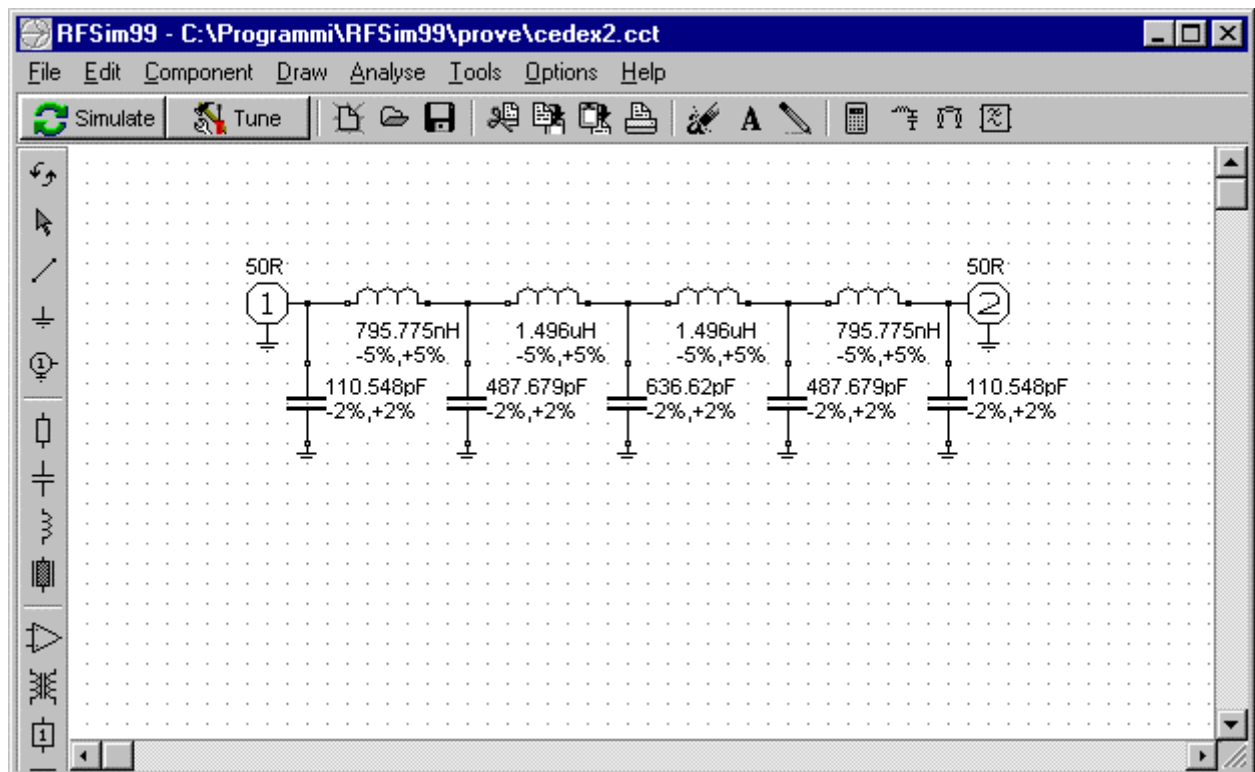 RFSim99 - C:\Programmi\RFSim99\prove\cedex2.cct
File Edit Component Draw Analyse Tools Options Help
Simulate Tune A
50R 50R
1 2
795.775nH 1.496uH 1.496uH 795.775nH
-5%,+5% -5%,+5% -5%,+5% -5%,+5%
110.548pF 487.679pF 636.62pF 487.679pF 110.548pF
-2%,+2% -2%,+2% -2%,+2% -2%,+2% -2%,+2%
1
1